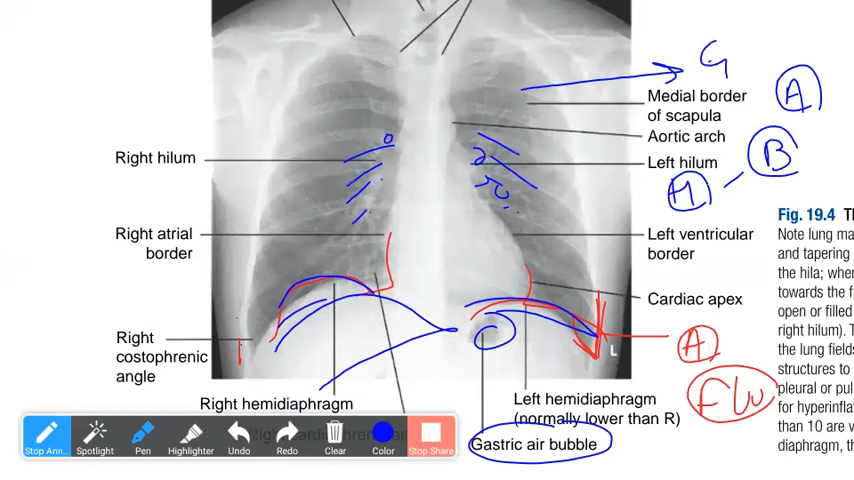 G
Medial border
of scapula
A
Aortic arch
Right hilum
Left hilum
B
H
Fig. 19.4 Th
Note lung ma
and tapering
the hila; when
towards the f
open or filled
right hilum). T
the lung fields
structures to
pleural or pul
for hyperinflat
than 10 are v
diaphragm, th
Right atrial
border
Left ventricular
border
Cardiac apex
Right
costophrenic
angle
L
A
Right hemidiaphragm
Left hemidiaphragm
(normally lower than R)
Gastric air bubble
Stop Ann...
Spotlight
Pen
Highlighter
Undo
Redo
Clear
Color
Stop Share